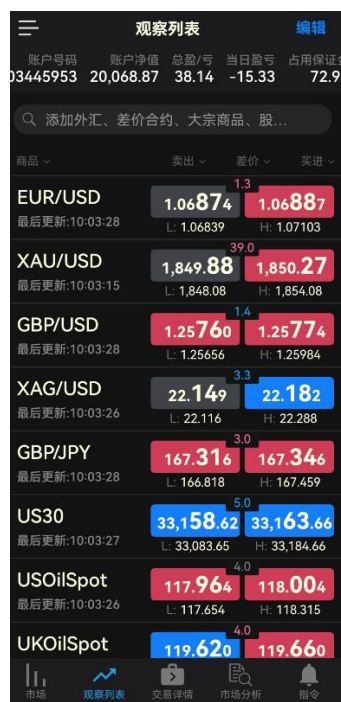 观察列表 编辑
账户号码 账户净值 总盈/亏 当日盈亏 占用保证金
03445953 20,068.87 38.14 -15.33 72.9
添加外汇、差价合约、大宗商品、股...
商品 卖出 差价 买进
EUR/USD 1.06874 1.3 1.06887
最后更新:10:03:28 L: 1.06839 H: 1.07103
XAU/USD 1,849.88 39.0 1,850.27
最后更新:10:03:15 L: 1,848.08 H: 1,854.08
GBP/USD 1.25760 1.4 1.25774
最后更新:10:03:28 L: 1.25656 H: 1.25984
XAG/USD 22.149 3.3 22.182
最后更新:10:03:26 L: 22.116 H: 22.288
GBP/JPY 167.316 3.0 167.346
最后更新:10:03:28 L: 166.818 H: 167.459
US30 33,158.62 5.0 33,163.66
最后更新:10:03:27 L: 33,083.65 H: 33,184.66
USOilSpot 117.964 4.0 118.004
最后更新:10:03:26 L: 117.654 H: 118.315
UKOilSpot 119.620 4.0 119.660
市场 观察列表 交易详情 市场分析 指令